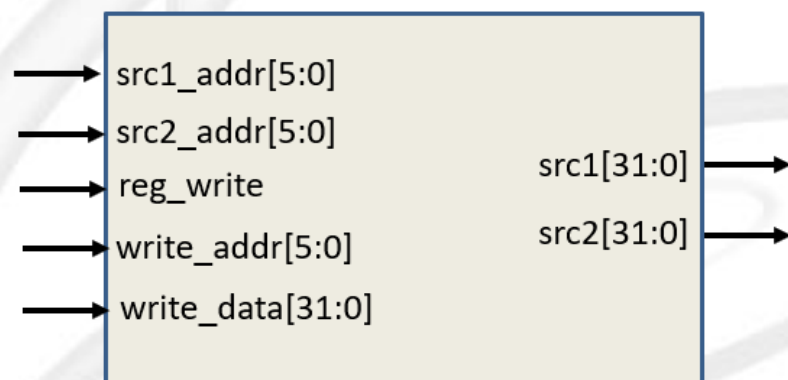 src1_addr[5:0]
src2_addr[5:0]
reg_write
write_addr[5:0]
write_data[31:0]
src1[31:0]
src2[31:0]